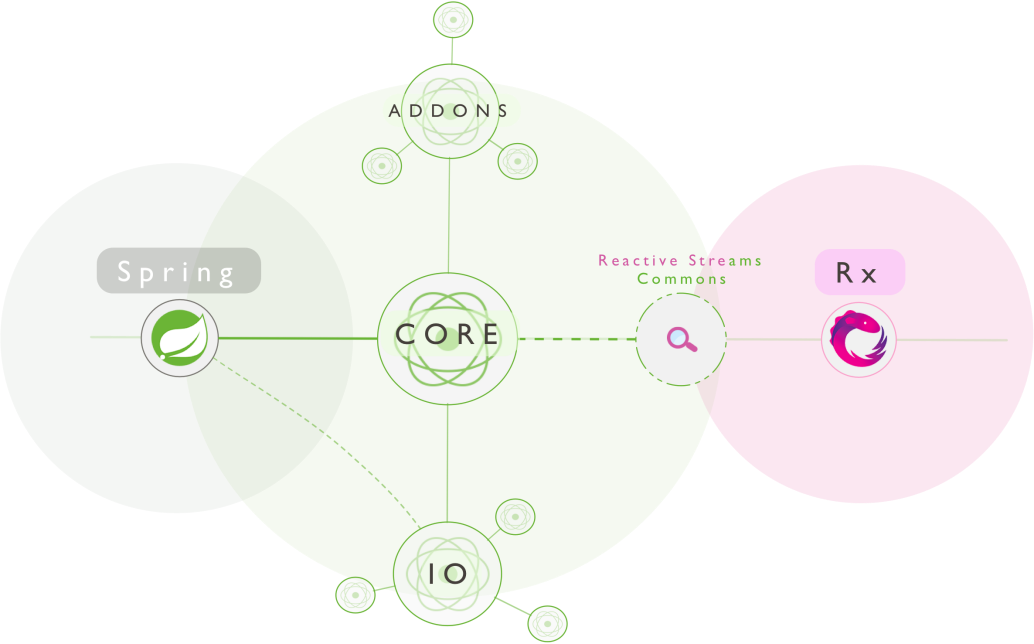 ADDONS
Spring
Reactive Streams
Commons
Rx
CORE
IO